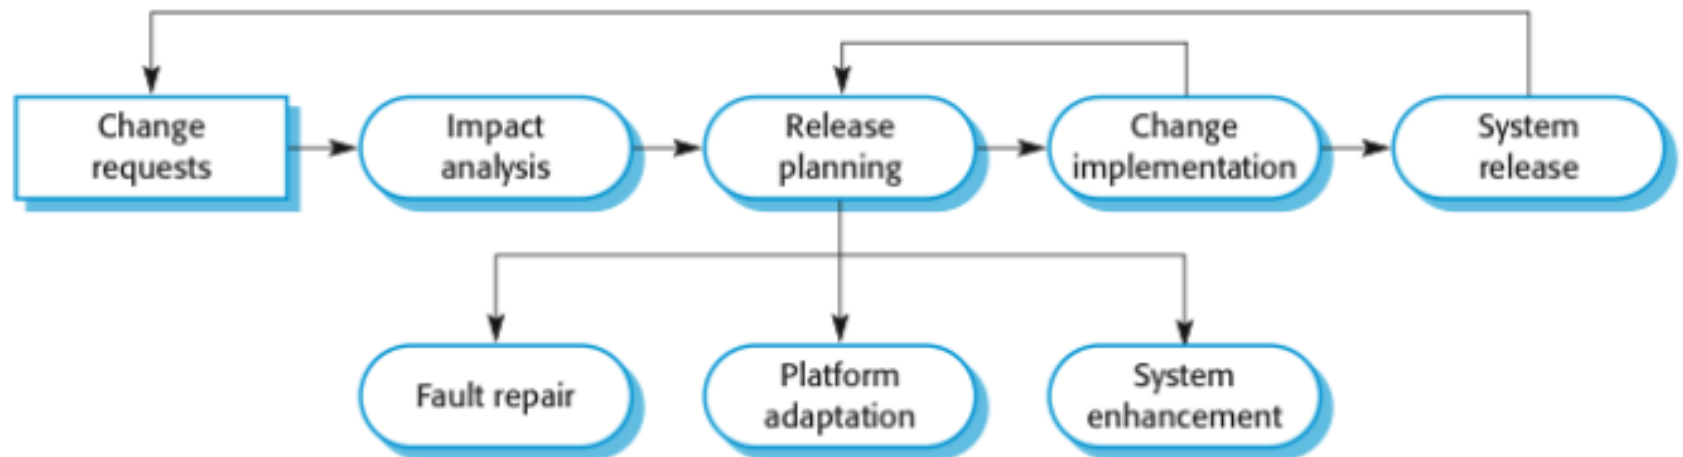 Change
requests
Impact
analysis
Release
planning
Change
implementation
System
release
Fault repair
Platform
adaptation
System
enhancement